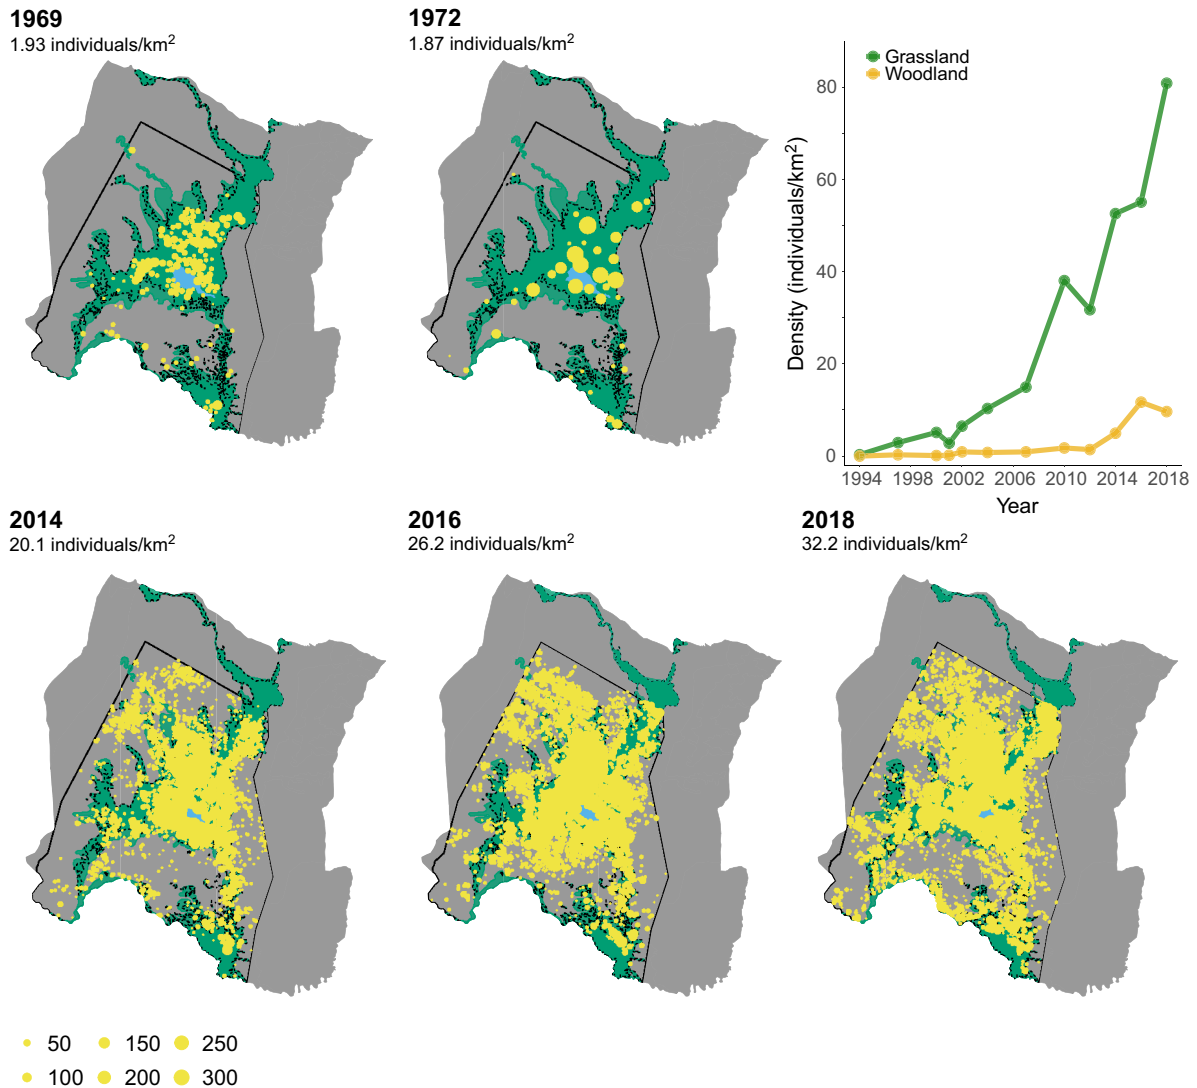 1969
1.93 individuals/km²
1972
1.87 individuals/km²
Grassland
Woodland
Density (individuals/km²)
80
60
40
20
0
1994 1998 2002 2006 2010 2014 2018
Year
2014
20.1 individuals/km²
2016
26.2 individuals/km²
2018
32.2 individuals/km²
50 150 250
100 200 300